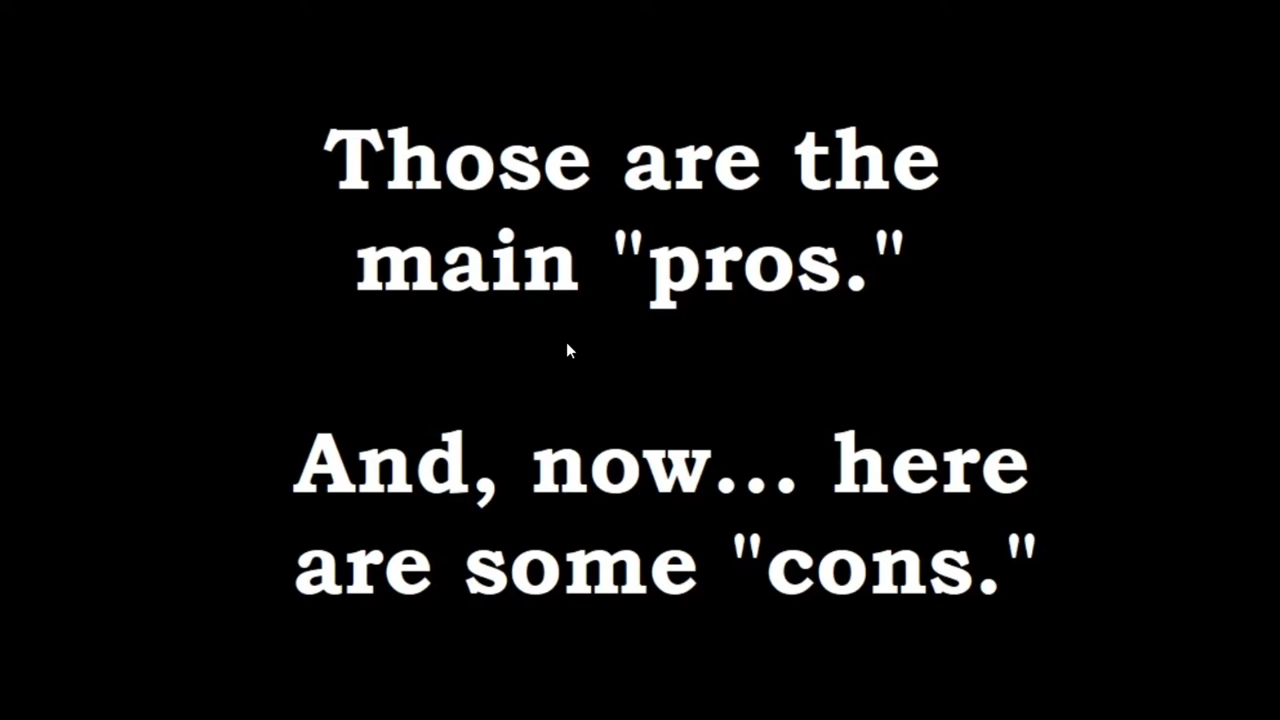 Those are the
main "pros."
And, now... here
are some "cons."